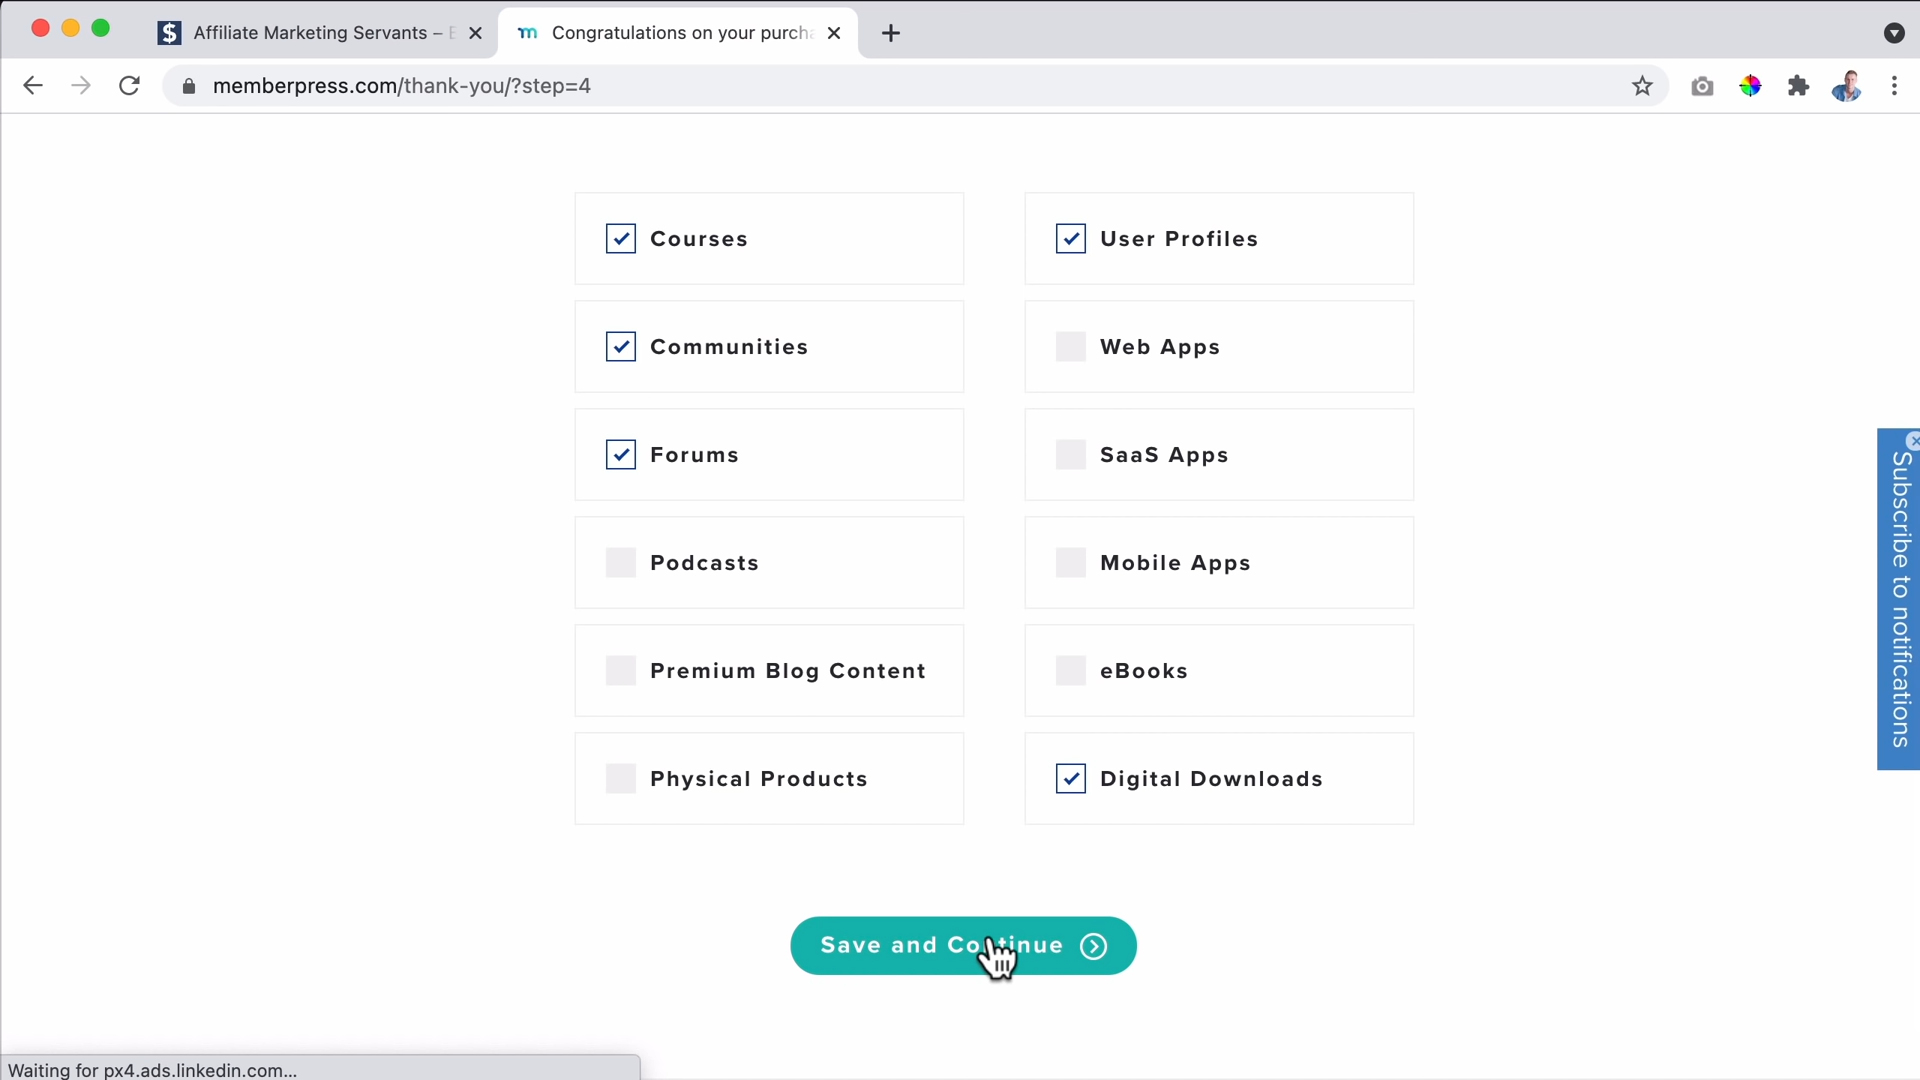 Affiliate Marketing Servants –
Congratulations on your purch
memberpress.com/thank-you/?step=4
Courses
User Profiles
Communities
Web Apps
Forums
SaaS Apps
Podcasts
Mobile Apps
Premium Blog Content
eBooks
Physical Products
Digital Downloads
Save and Continue
Subscribe to notifications
Waiting for px4.ads.linkedin.com...